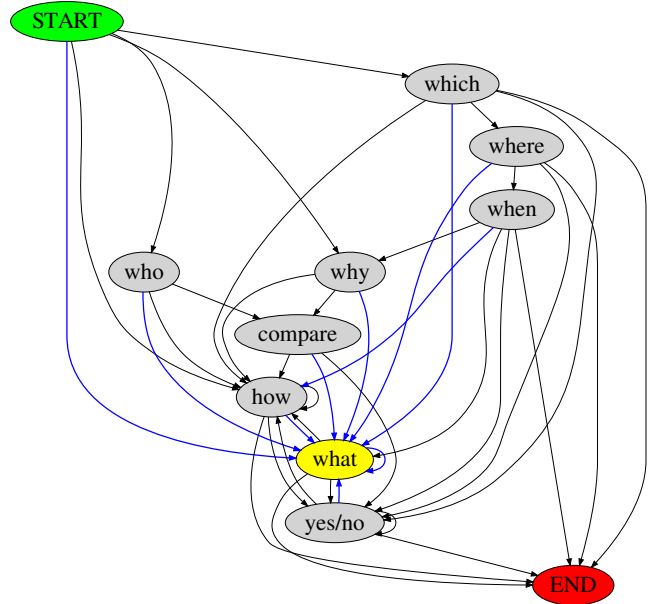 START
which
where
when
who
why
compare
how
what
yes/no
END